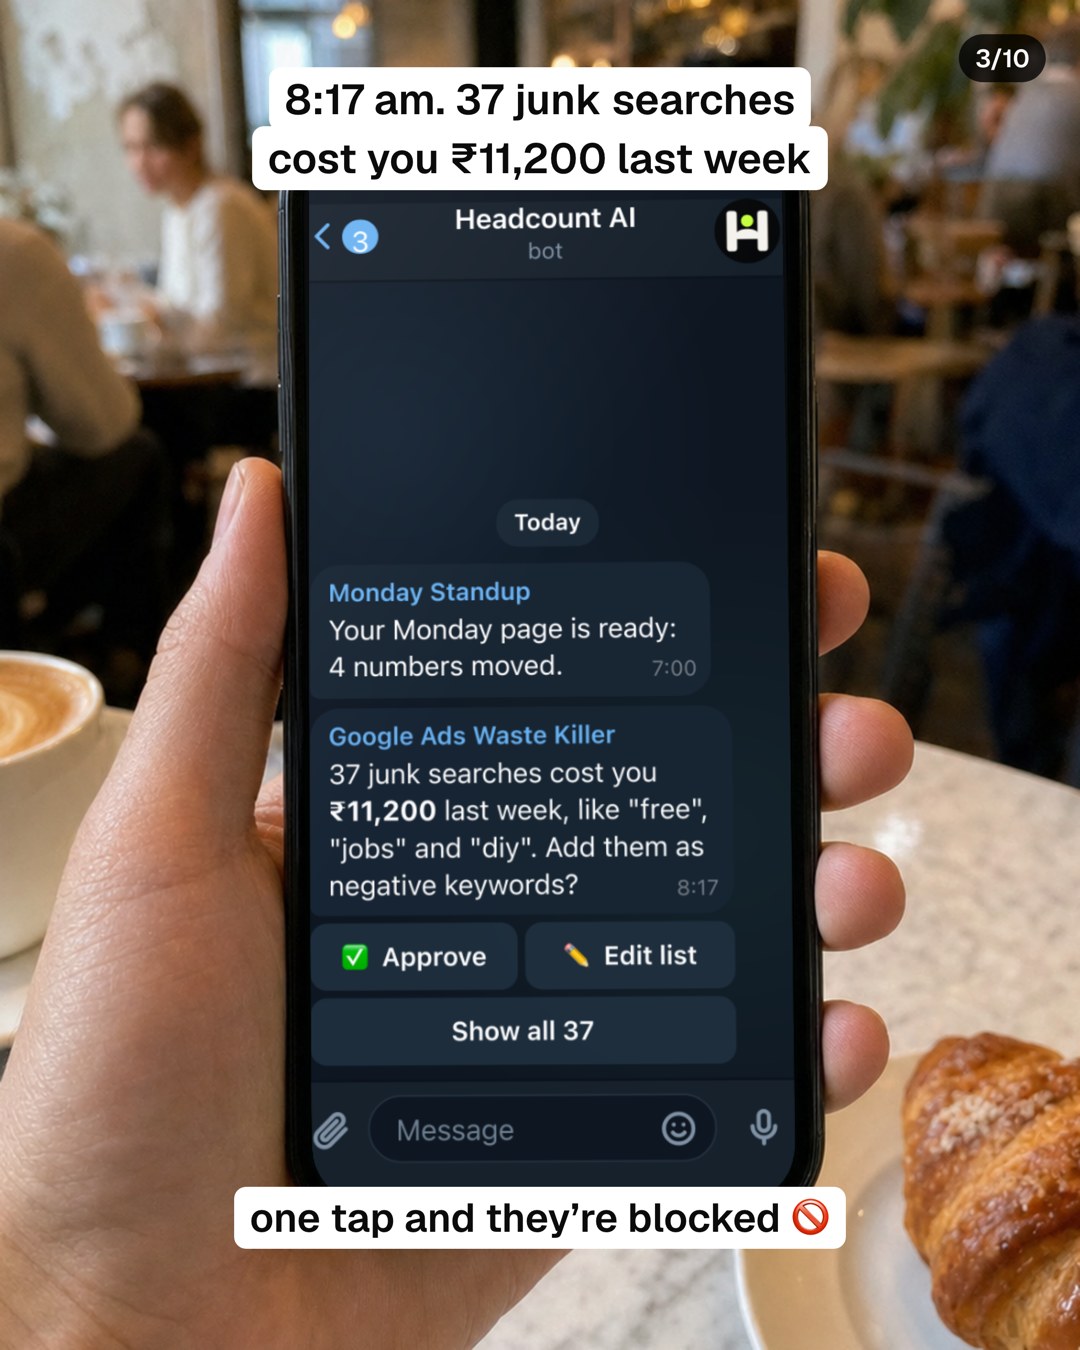 3/10
8:17 am. 37 junk searches
cost you ₹11,200 last week
3
Headcount AI
bot
Today
Monday Standup
Your Monday page is ready:
4 numbers moved.
7:00
Google Ads Waste Killer
37 junk searches cost you
₹11,200 last week, like "free",
"jobs" and "diy". Add them as
negative keywords?
8:17
✅ Approve
✏️ Edit list
Show all 37
Message
one tap and they’re blocked 🚫